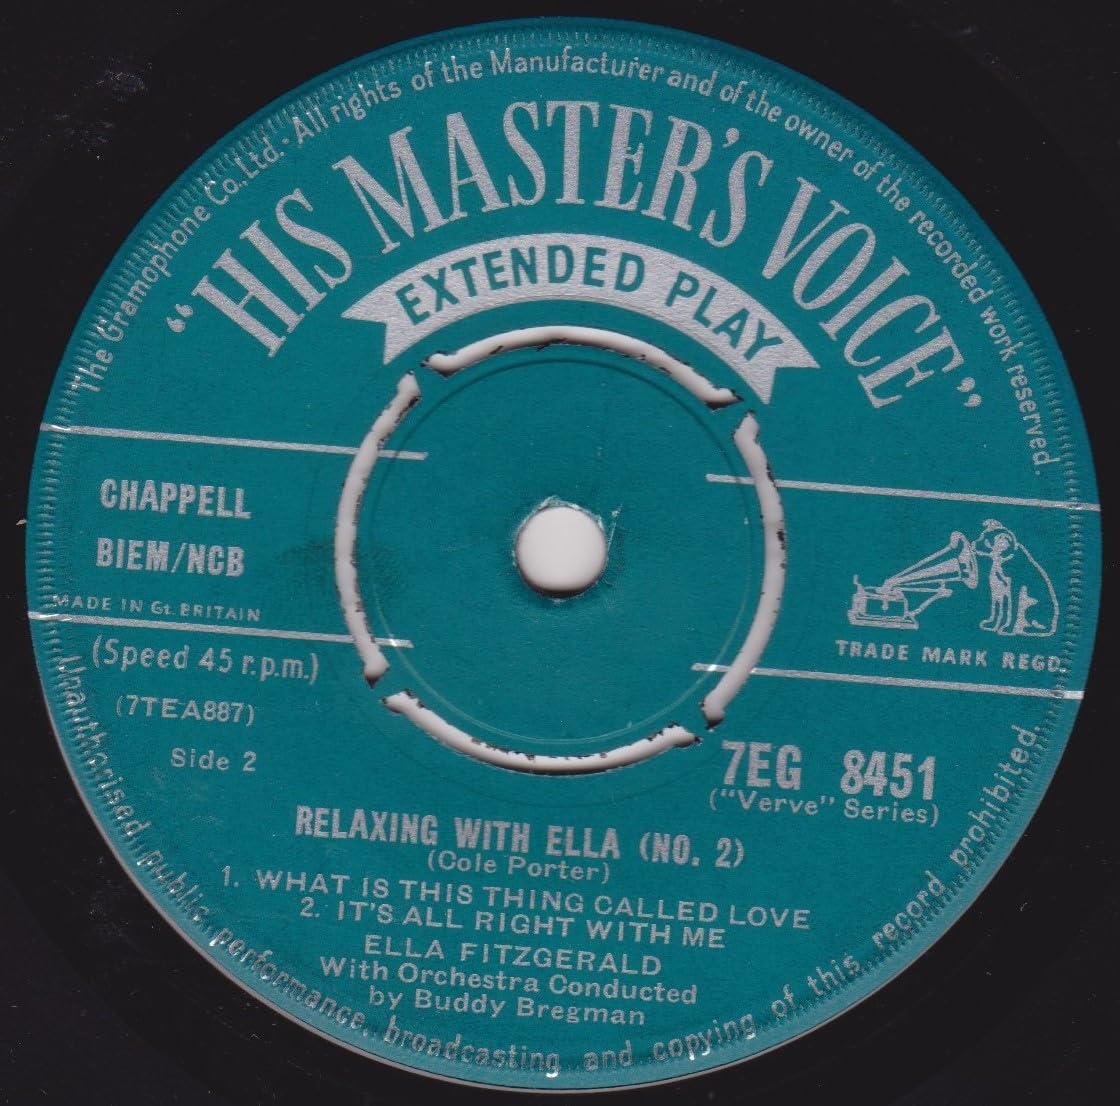 The Gramophone Co., Ltd. · All rights of the Manufacturer and of the owner of the recorded work reserved.
"HIS MASTER'S VOICE"
EXTENDED PLAY
CHAPPELL
BIEM/NCB
MADE IN Gt. BRITAIN
TRADE MARK REGD.
(Speed 45 r.p.m.)
(7TEA887)
Side 2
7EG 8451
("Verve" Series)
RELAXING WITH ELLA (NO. 2)
(Cole Porter)
1. WHAT IS THIS THING CALLED LOVE
2. IT'S ALL RIGHT WITH ME
ELLA FITZGERALD
With Orchestra Conducted
by Buddy Bregman
Unauthorised public performance, broadcasting and copying of this record prohibited.